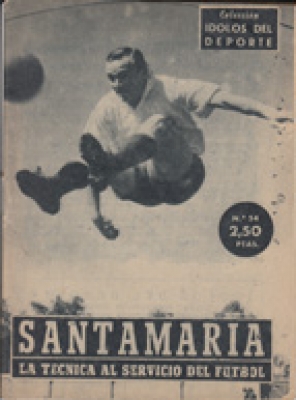 Colección
IDOLOS DEL
DEPORTE
N.º 54
2,50
PTAS.
SANTAMARIA
LA TECNICA AL SERVICIO DEL FUTBOL